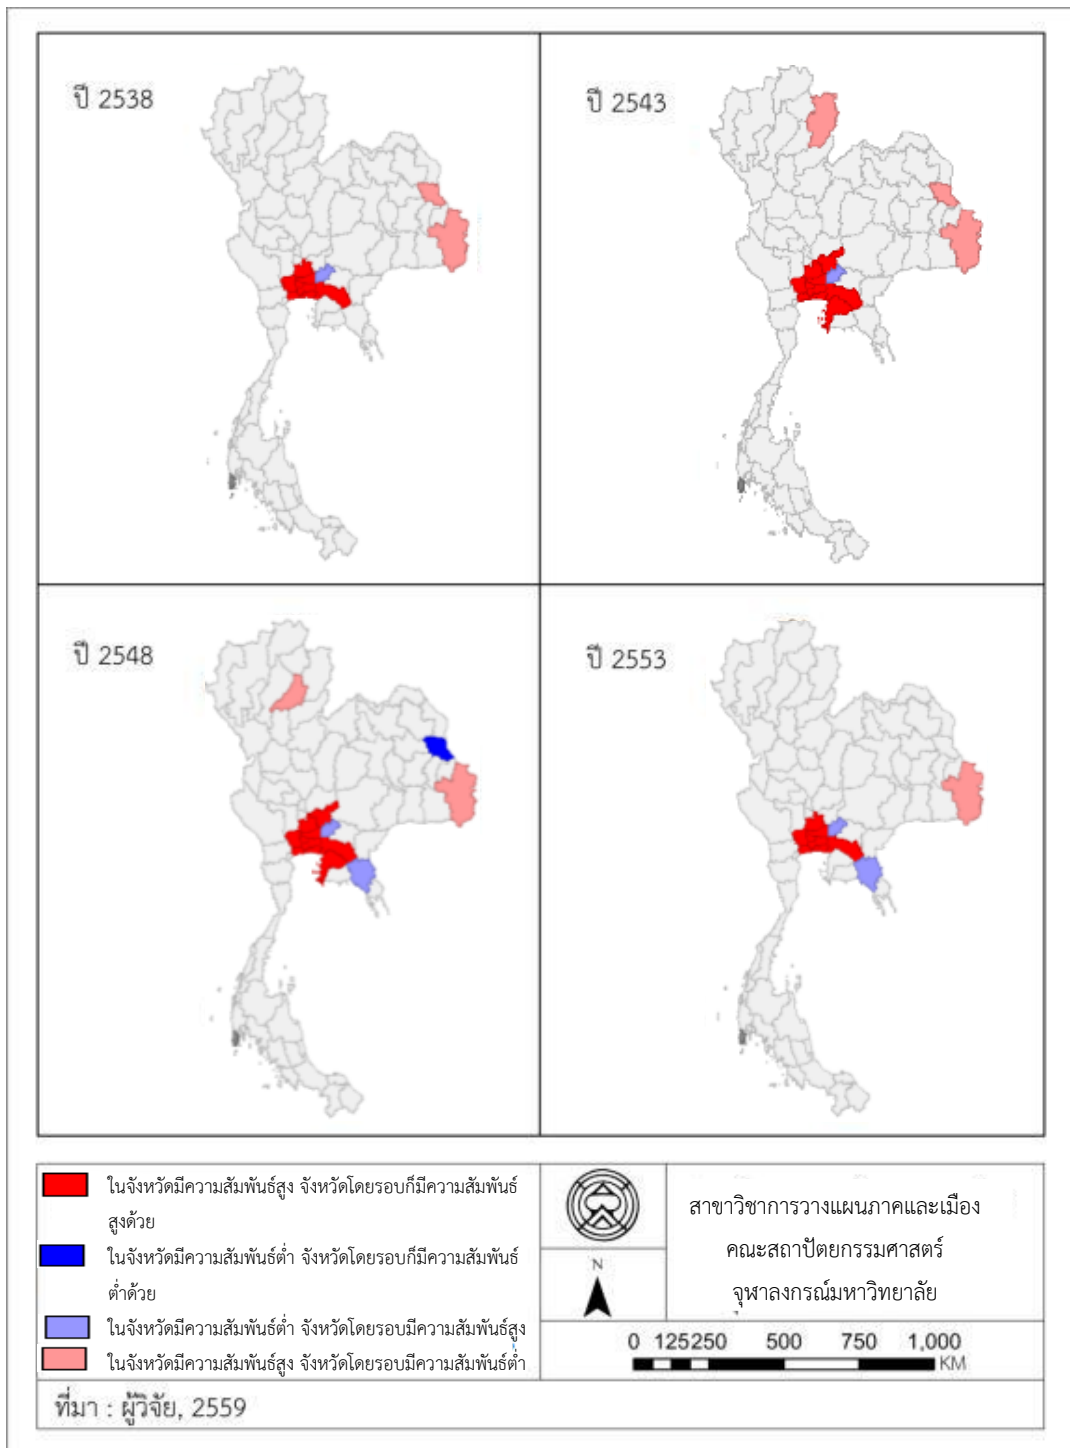 ปี 2538
ปี 2543
ปี 2548
ปี 2553
ในจังหวัดมีความสัมพันธ์สูง จังหวัดโดยรอบก็มีความสัมพันธ์
สูงด้วย
ในจังหวัดมีความสัมพันธ์ต่ำ จังหวัดโดยรอบก็มีความสัมพันธ์
ต่ำด้วย
ในจังหวัดมีความสัมพันธ์ต่ำ จังหวัดโดยรอบมีความสัมพันธ์สูง
ในจังหวัดมีความสัมพันธ์สูง จังหวัดโดยรอบมีความสัมพันธ์ต่ำ
N
สาขาวิชาการวางแผนภาคและเมือง
คณะสถาปัตยกรรมศาสตร์
จุฬาลงกรณ์มหาวิทยาลัย
0 125250 500 750 1,000
KM
ที่มา : ผู้วิจัย, 2559